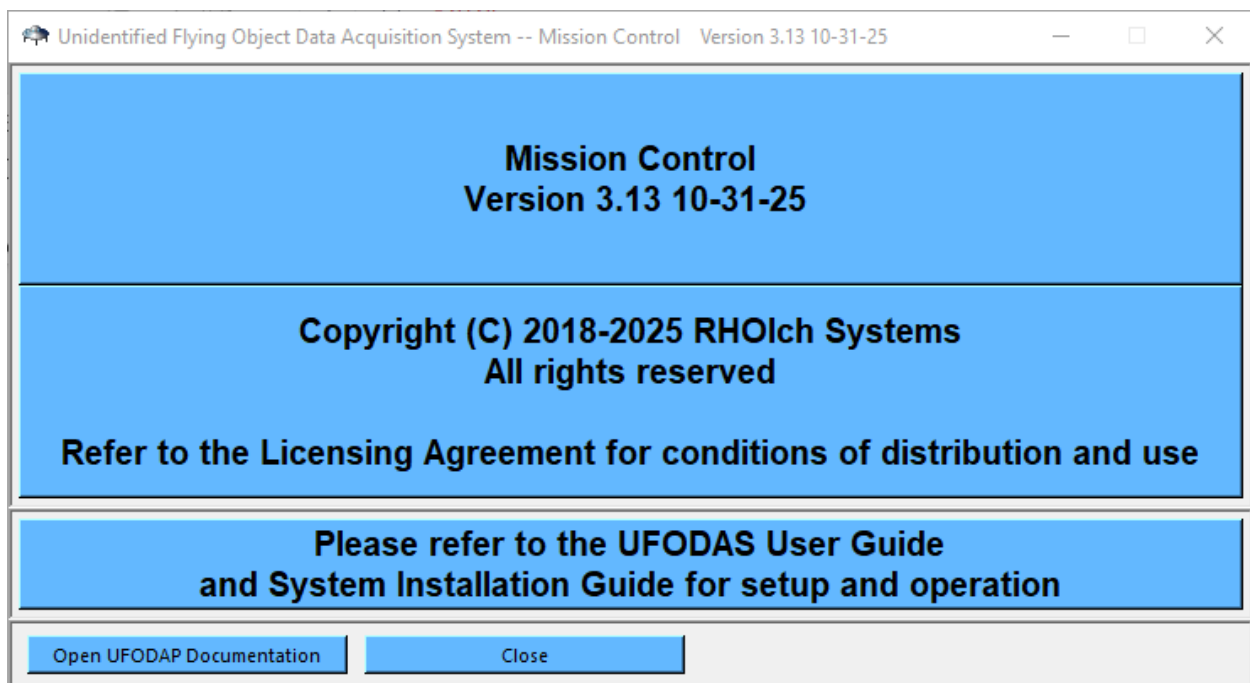 Unidentified Flying Object Data Acquisition System -- Mission Control Version 3.13 10-31-25
Mission Control
Version 3.13 10-31-25
Copyright (C) 2018-2025 RHOIch Systems
All rights reserved
Refer to the Licensing Agreement for conditions of distribution and use
Please refer to the UFODAS User Guide
and System Installation Guide for setup and operation
Open UFODAP Documentation
Close